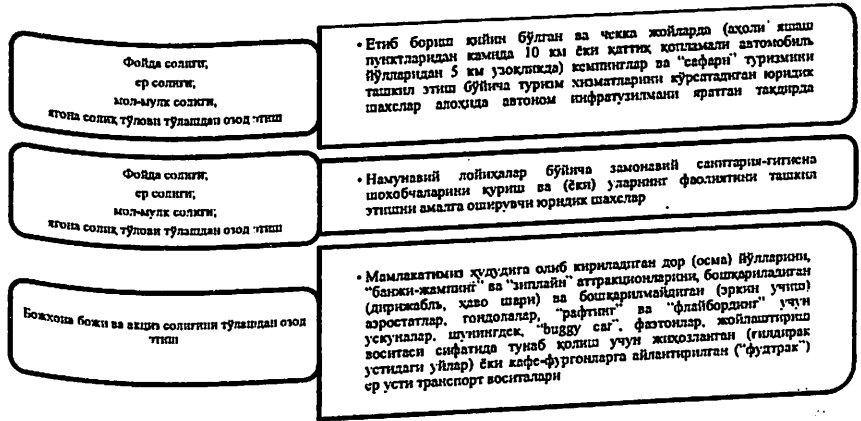 Фойда солиғи;
ер солиғи;
мол-мулк солиғи,
ягона солиқ тўлови тўлашдан озод этиш
• Етиб бориш қийин бўлган ва чекка жойларда (аҳоли яшаш
пунктларидан камида 10 км ёки қаттиқ қопламали автомобиль
йўлларидан 5 км узоқликда) кемпинглар ва "сафари" туризмини
ташкил этиш бўйича туризм хизматларини кўрсатадиган юридик
шахслар алоҳида автоном инфратузилмани яратган тақдирда
Фойда солиғи;
ер солиғи;
мол-мулк солиғи;
ягона солиқ тўлови тўлашдан озод этиш
• Намунавий лойиҳалар бўйича замонавий санитария-гигиена
шохобчаларини қуриш ва (ёки) уларнинг фаолиятини ташкил
этишни амалга оширувчи юридик шахслар
Божхона божи ва акциз солиғини тўлашдан озод
этиш
• Мамлакатимиз ҳудудига олиб кириладиган дор (осма) йўлларини,
"банжи-жампинг" ва "зиплайн" аттракционларини, бошқариладиган
(дирижабль, ҳаво шари) ва бошқарилмайдиган (эркин учиш)
аэростатлар, гондолалар, "рафтинг" ва "флайбординг" учун
ускуналар, шунингдек, "buggy car", фаэтонлар, жойлаштириш
воситаси сифатида тунаб қолиш учун жиҳозланган (ғилдирак
устидаги уйлар) ёки кафе-фургонларга айлантирилган ("фудтрак")
ер усти транспорт воситалари